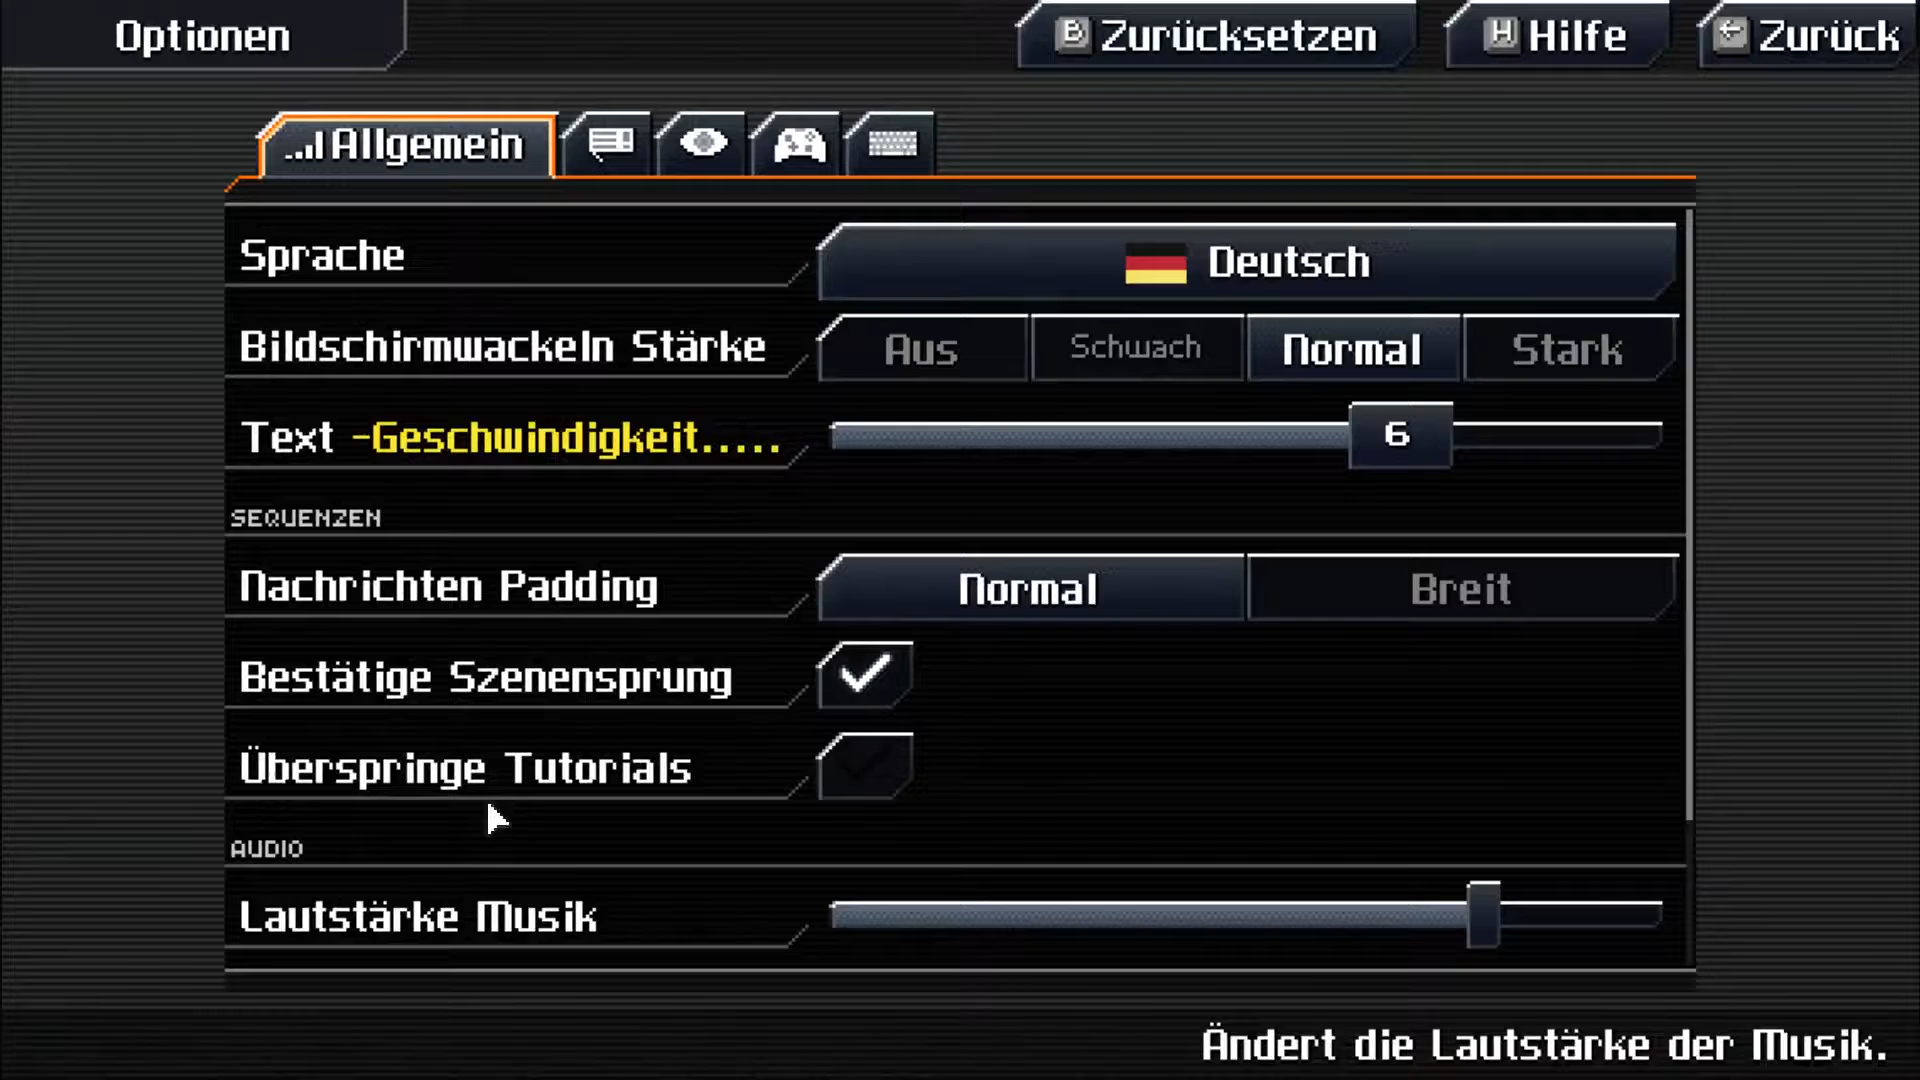 Optionen
B Zurücksetzen
H Hilfe
Zurück
Allgemein
Sprache
Deutsch
Bildschirmwackeln Stärke
Aus
Schwach
Normal
Stark
Text -Geschwindigkeit.....
6
SEQUENZEN
Nachrichten Padding
Normal
Breit
Bestätige Szenensprung
Überspringe Tutorials
AUDIO
Lautstärke Musik
Ändert die Lautstärke der Musik.